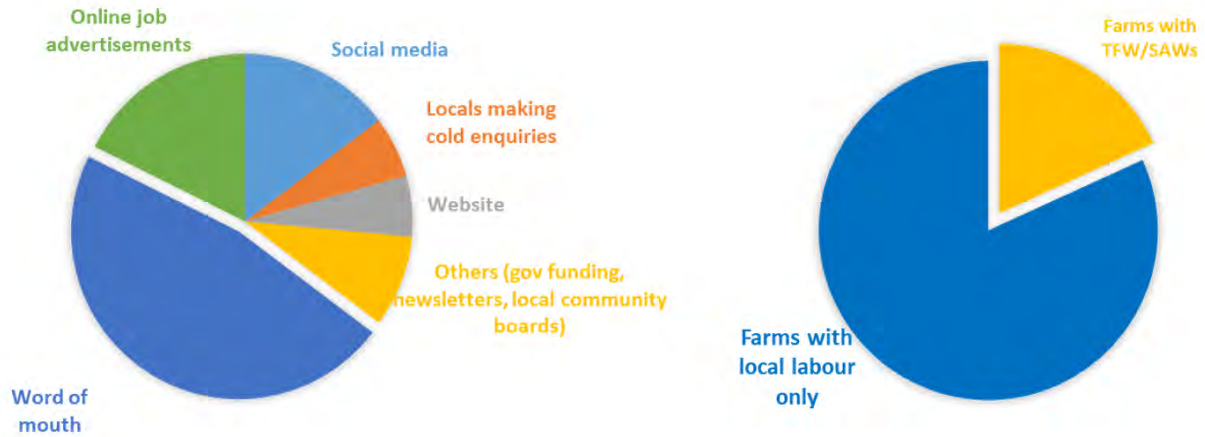 Online job
advertisements
Social media
Locals making
cold enquiries
Website
Others (gov funding,
newsletters, local community
boards)
Word of
mouth
Farms with
TFW/SAWs
Farms with
local labour
only